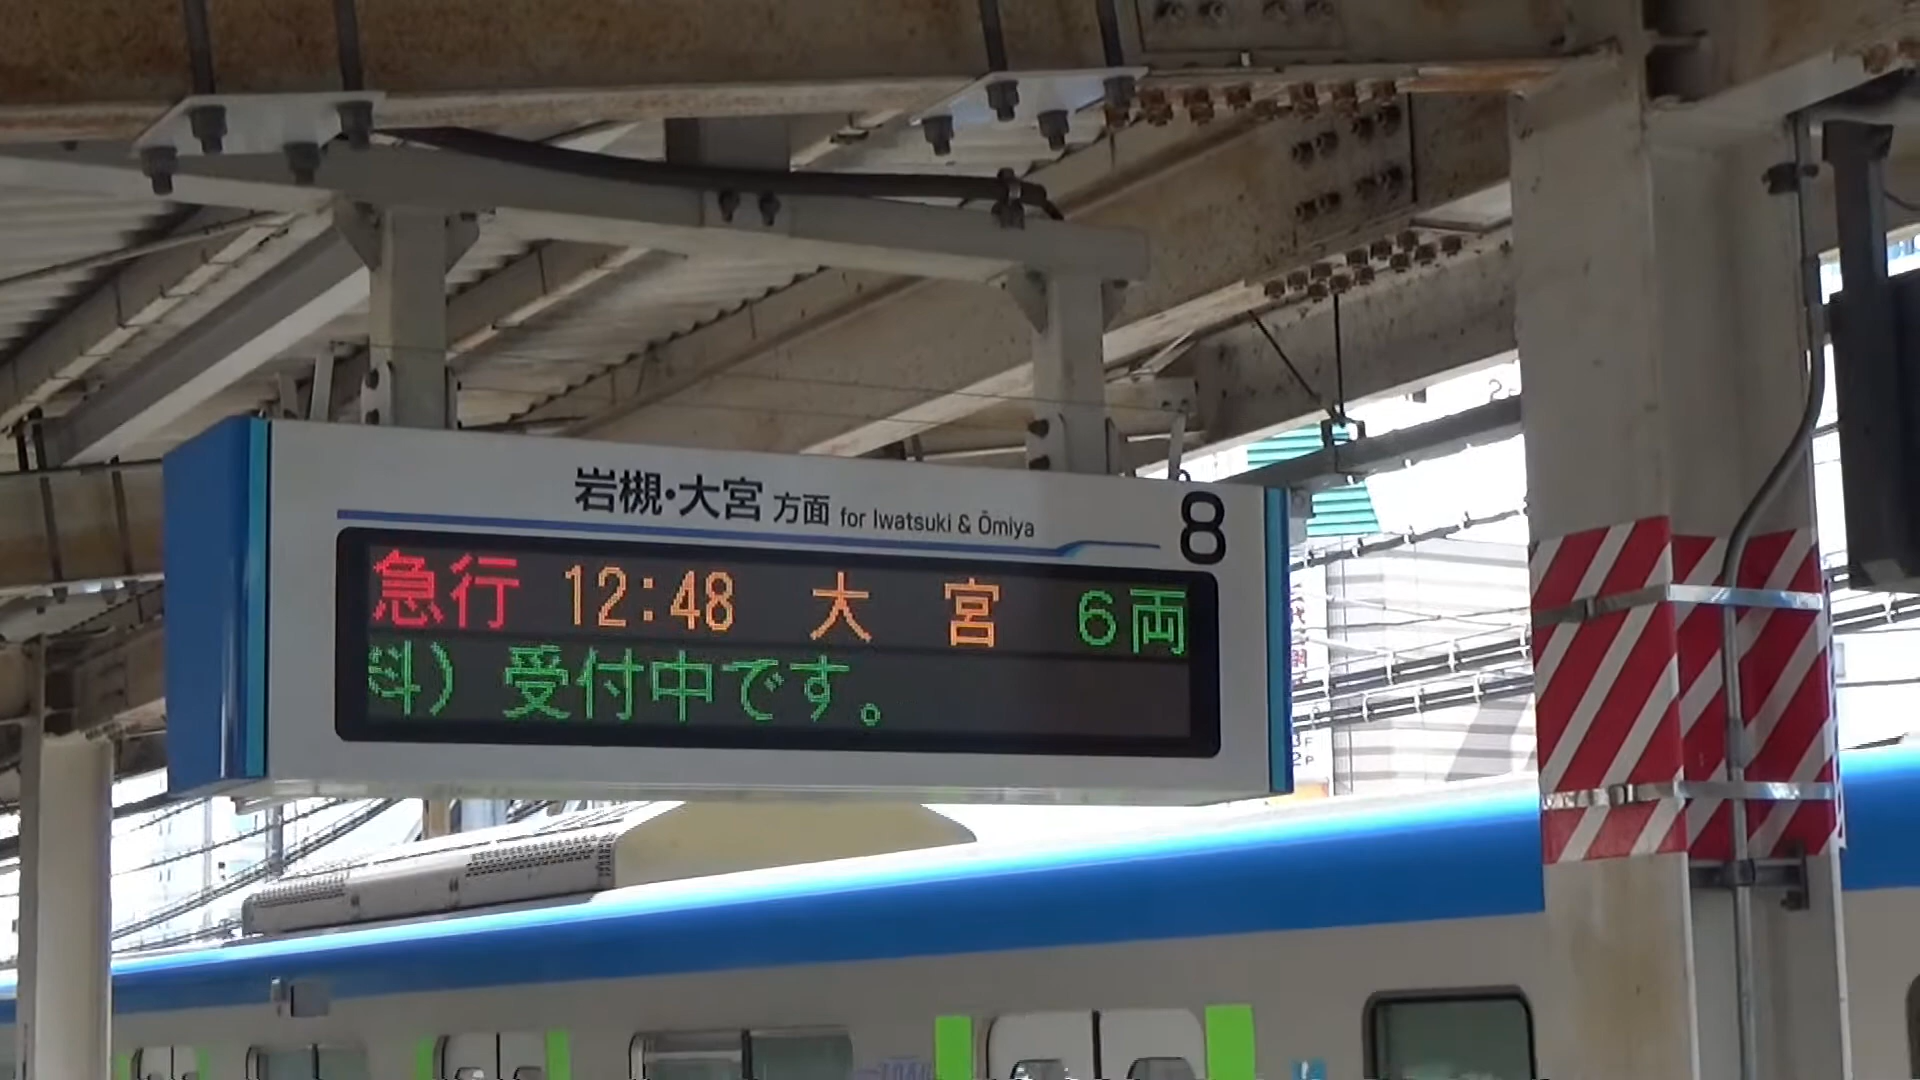 岩槻・大宮 方面 for Iwatsuki & Ōmiya
8
急行 12:48 大宮 6両
斗）受付中です。